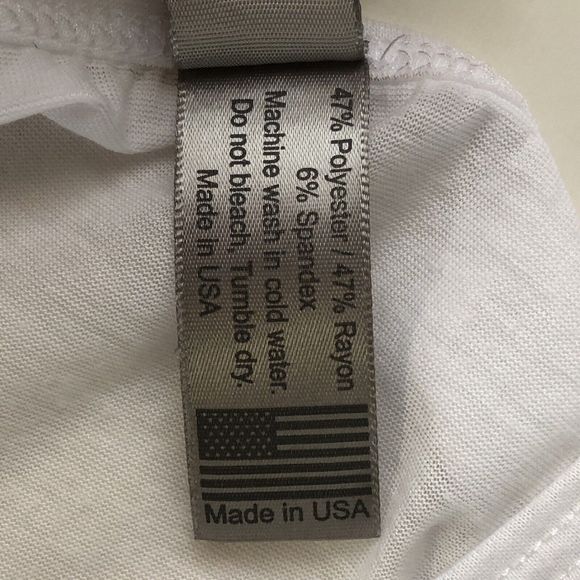 47% Polyester / 47% Rayon
6% Spandex
Machine wash in cold water.
Do not bleach, Tumble dry.
Made in USA
Made in USA